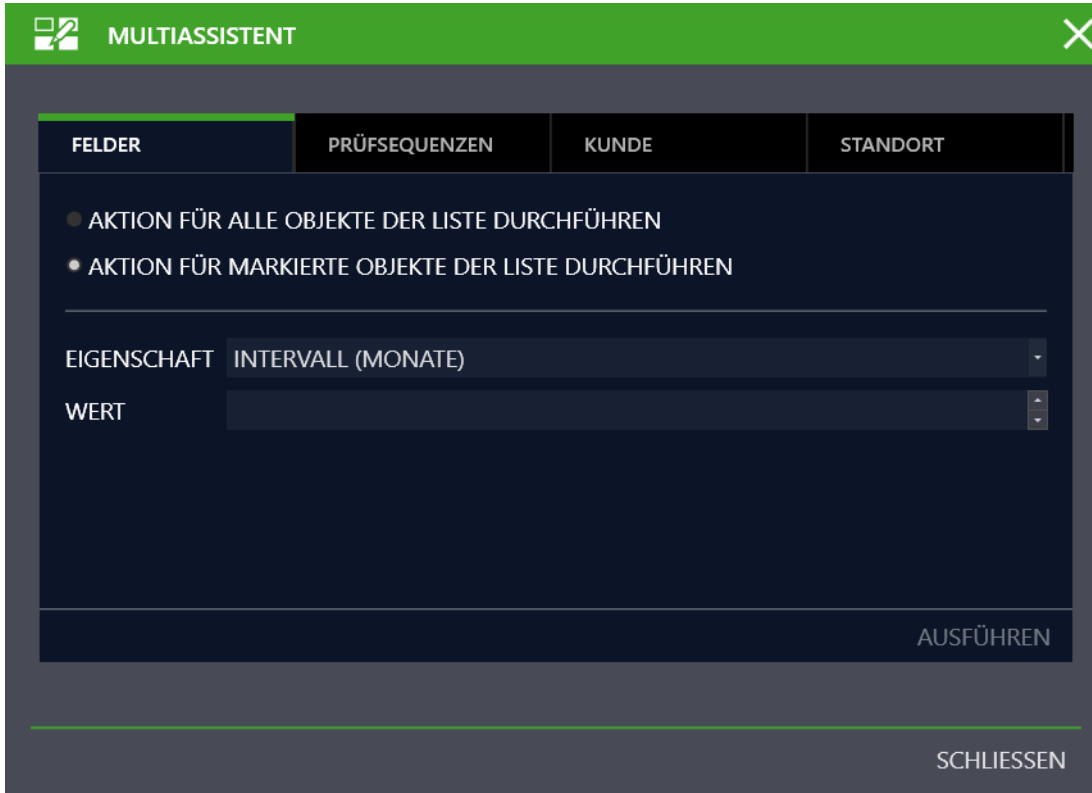 MULTIASSISTENT
FELDER PRÜFSEQUENZEN KUNDE STANDORT
AKTION FÜR ALLE OBJEKTE DER LISTE DURCHFÜHREN
AKTION FÜR MARKIERTE OBJEKTE DER LISTE DURCHFÜHREN
EIGENSCHAFT INTERVALL (MONATE)
WERT
AUSFÜHREN
SCHLIESSEN